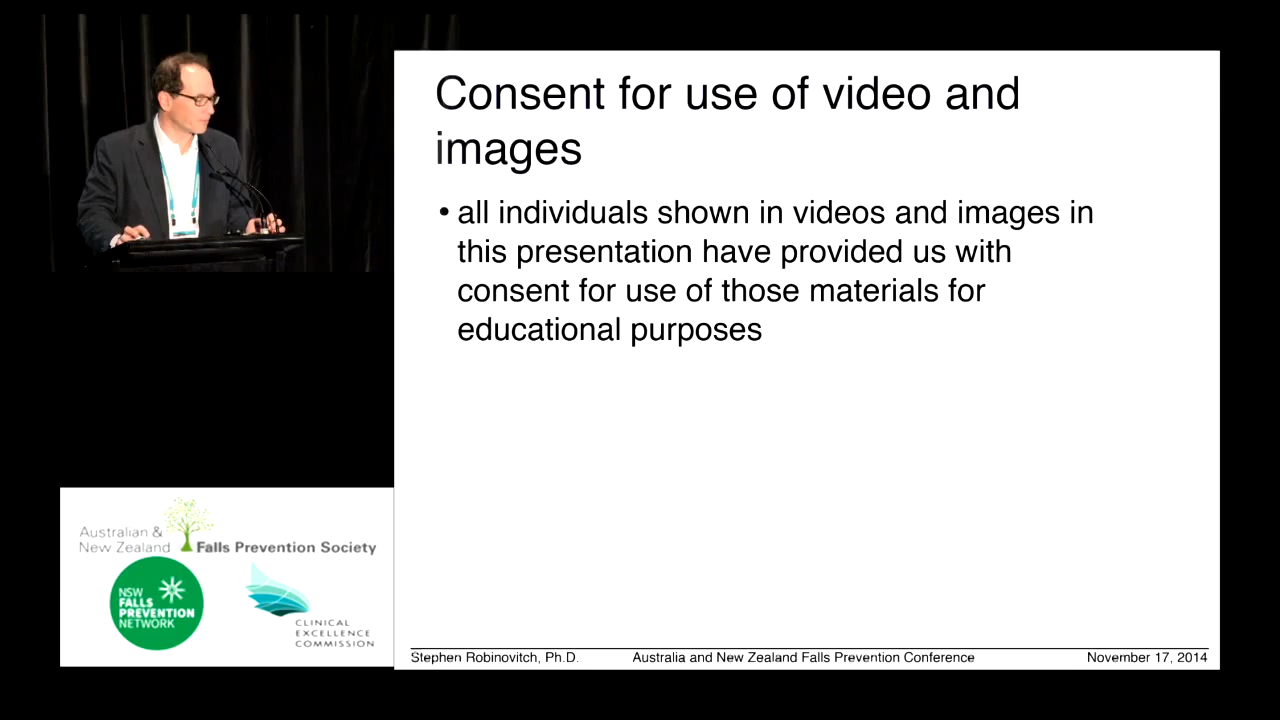 Consent for use of video and
images
• all individuals shown in videos and images in
this presentation have provided us with
consent for use of those materials for
educational purposes
Australian &
New Zealand Falls Prevention Society
NSW
FALLS
PREVENTION
NETWORK
CLINICAL
EXCELLENCE
COMMISSION
Stephen Robinovitch, Ph.D. Australia and New Zealand Falls Prevention Conference November 17, 2014